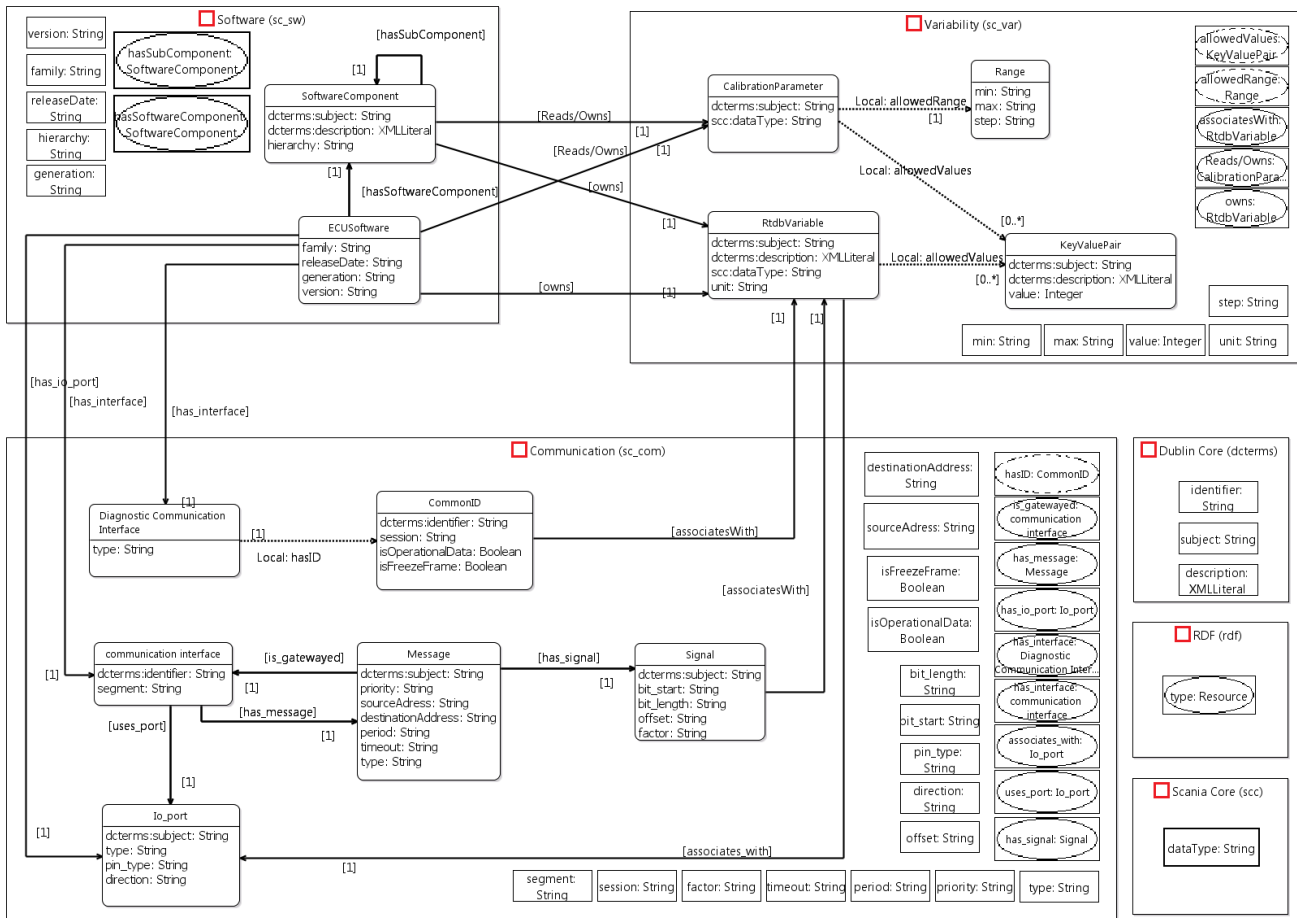 Software (sc_sw)
version: String
family: String
releaseDate:
String
hierarchy:
String
generation:
String
hasSubComponent:
SoftwareComponent
hasSoftwareComponent:
SoftwareComponent
[hasSubComponent]
[1]
SoftwareComponent
dcterms:subject: String
dcterms:description: XMLLiteral
hierarchy: String
[1]
[hasSoftwareComponent]
ECUSoftware
family: String
releaseDate: String
generation: String
version: String
[Reads/Owns]
[1]
[Reads/Owns]
[1]
[owns]
[1]
[owns]
[1]
Variability (sc_var)
CalibrationParameter
dcterms:subject: String
scc:dataType: String
Local: allowedRange
[1]
Range
min: String
max: String
step: String
Local: allowedValues
[0..*]
RtdbVariable
dcterms:subject: String
dcterms:description: XMLLiteral
scc:dataType: String
unit: String
Local: allowedValues
[0..*]
KeyValuePair
dcterms:subject: String
dcterms:description: XMLLiteral
value: Integer
allowedValues:
KeyValuePair
allowedRange:
Range
associatesWith:
RtdbVariable
Reads/Owns:
CalibrationPara...
owns:
RtdbVariable
step: String
min: String
max: String
value: Integer
unit: String
[1]
[1]
[has_io_port]
[has_interface]
[has_interface]
Communication (sc_com)
[1]
Diagnostic Communication
Interface
type: String
[1]
Local: hasID
CommonID
dcterms:identifier: String
session: String
isOperationalData: Boolean
isFreezeFrame: Boolean
[associatesWith]
[associatesWith]
communication interface
dcterms:identifier: String
segment: String
[1]
[is_gatewayed]
[1]
[has_message]
[1]
Message
dcterms:subject: String
priority: String
sourceAdress: String
destinationAddress: String
period: String
timeout: String
type: String
[has_signal]
[1]
Signal
dcterms:subject: String
bit_start: String
bit_length: String
offset: String
factor: String
[uses_port]
[1]
Io_port
dcterms:subject: String
type: String
pin_type: String
direction: String
[1]
[1]
[associates_with]
destinationAddress:
String
sourceAdress: String
isFreezeFrame:
Boolean
isOperationalData:
Boolean
bit_length:
String
bit_start: String
pin_type:
String
direction:
String
offset: String
hasID: CommonID
is_gatewayed:
communication
interface
has_message:
Message
has_io_port: Io_port
has_interface:
Diagnostic
Communication Inter...
has_interface:
communication
interface
associates_with:
Io_port
uses_port: Io_port
has_signal: Signal
segment:
String
session: String
factor: String
timeout: String
period: String
priority: String
type: String
Dublin Core (dcterms)
identifier:
String
subject: String
description:
XMLLiteral
RDF (rdf)
type: Resource
Scania Core (scc)
dataType: String